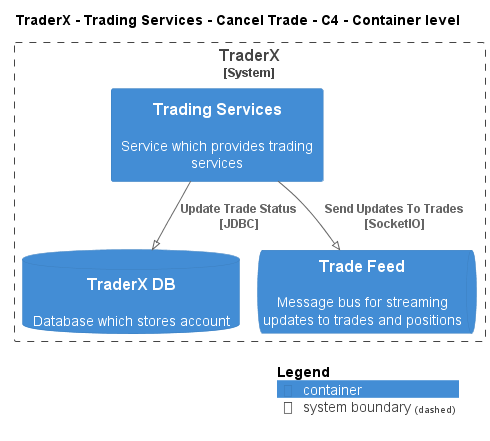 TraderX - Trading Services - Cancel Trade - C4 - Container level
TraderX
[System]
Trading Services
Service which provides trading
services
Update Trade Status
[JDBC]
Send Updates To Trades
[SocketIO]
TraderX DB
Database which stores account
Trade Feed
Message bus for streaming
updates to trades and positions
Legend
container
system boundary (dashed)